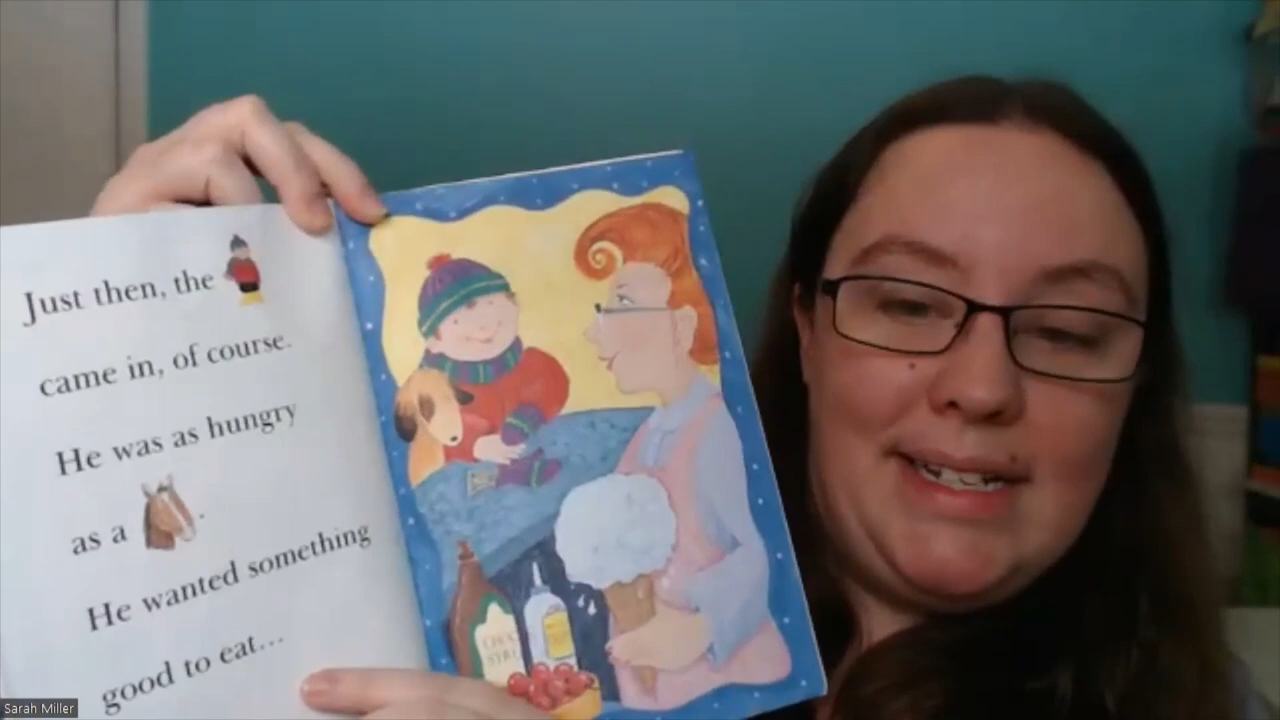 Just then, the
came in, of course.
He was as hungry
as a .
He wanted something
good to eat...
Sarah Miller